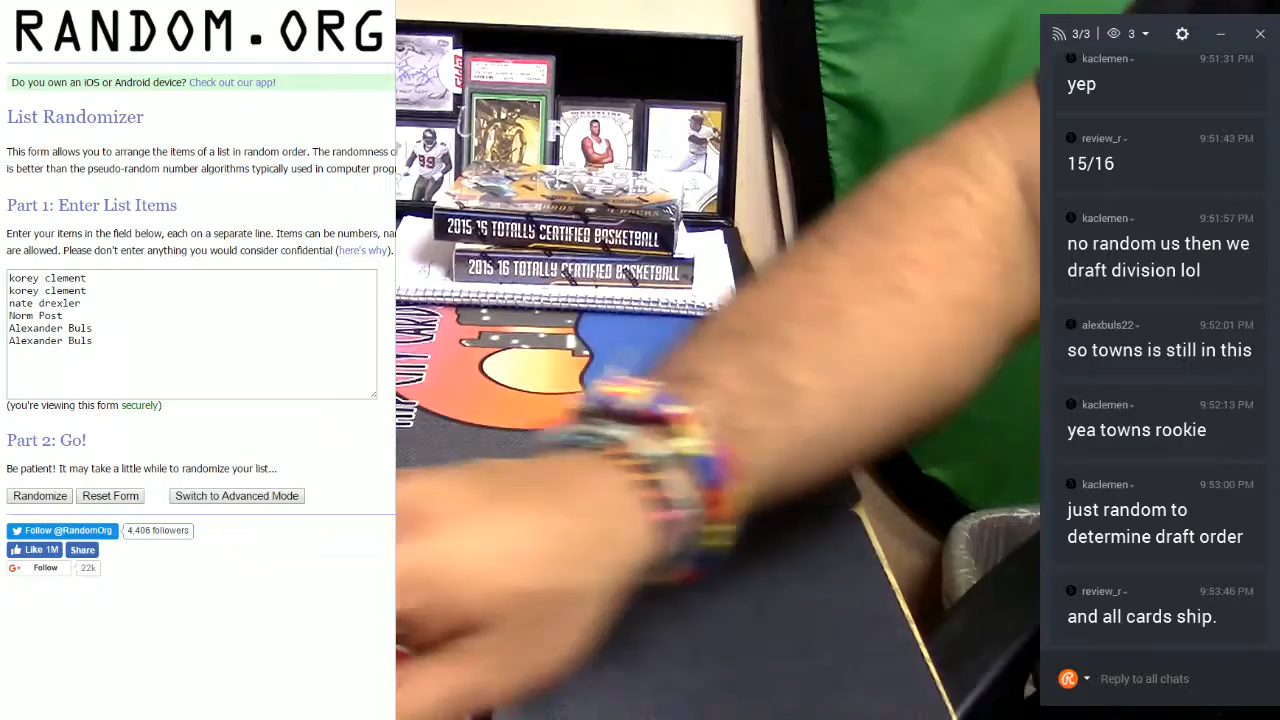 RANDOM.ORG
Do you own an iOS or Android device? Check out our app!
List Randomizer
This form allows you to arrange the items of a list in random order. The randomness
is better than the pseudo-random number algorithms typically used in computer
Part 1: Enter List Items
Enter your items in the field below, each on a separate line. Items can be numbers,
are allowed. Please don't enter anything you would consider confidential (here's why).
korey clement
korey clement
nate drexler
Norm Post
Alexander Buls
Alexander Buls
(you're viewing this form securely)
Part 2: Go!
Be patient! It may take a little while to randomize your list...
Randomize Reset Form Switch to Advanced Mode
Follow @RandomOrg 4,406 followers
Like 1M Share
G+ Follow 22k
99
2015-16 TOTALLY CERTIFIED BASKETBALL
2015-16 TOTALLY CERTIFIED BASKETBALL
3/3 3
kaclemen 9:51:31 PM
yep
review_r 9:51:43 PM
15/16
kaclemen 9:51:57 PM
no random us then we
draft division lol
alexbuls22 9:52:01 PM
so towns is still in this
kaclemen 9:52:13 PM
yea towns rookie
kaclemen 9:53:00 PM
just random to
determine draft order
review_r 9:53:46 PM
and all cards ship.
Reply to all chats